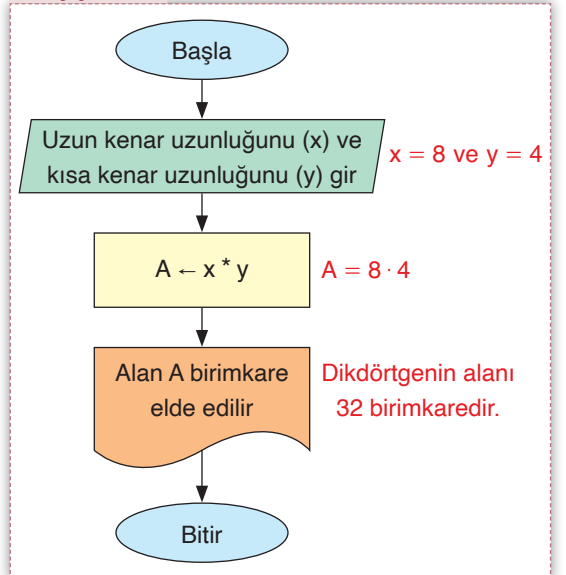 Başla
Uzun kenar uzunluğunu (x) ve
kısa kenar uzunluğunu (y) gir
x = 8 ve y = 4
A ← x * y
A = 8 · 4
Alan A birimkare
elde edilir
Dikdörtgenin alanı
32 birimkaredir.
Bitir